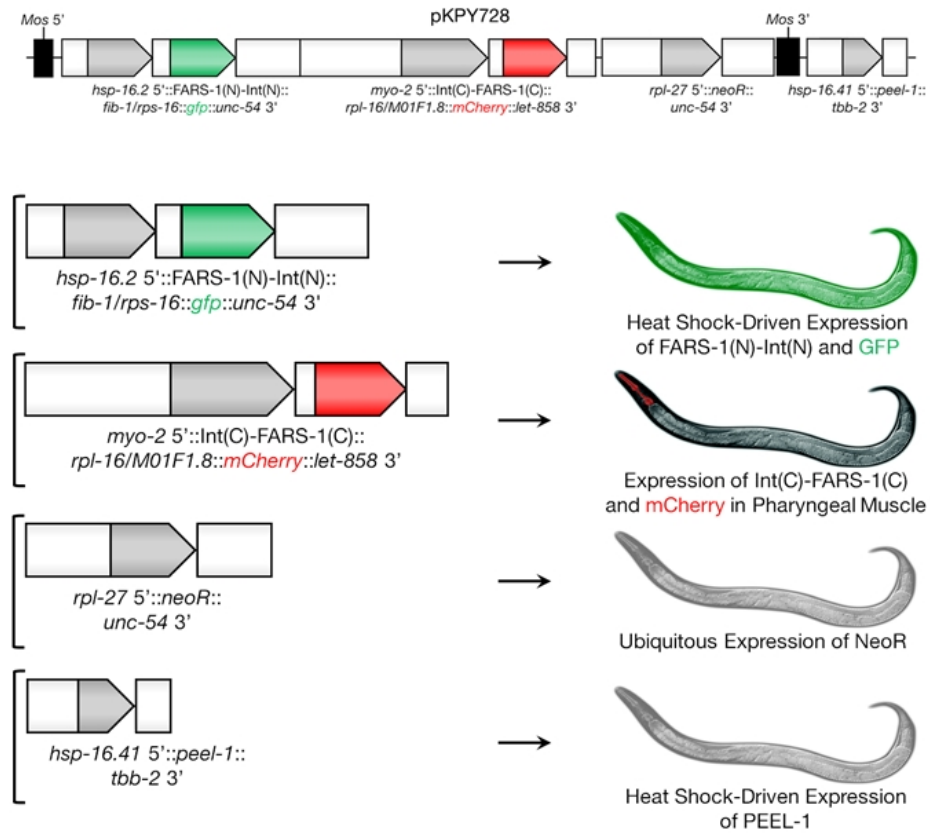 pKPY728
Mos 5'
Mos 3'
hsp-16.2 5'::FARS-1(N)-Int(N)::
fib-1/rps-16::gfp::unc-54 3'
myo-2 5'::Int(C)-FARS-1(C)::
rpl-16/M01F1.8::mCherry::let-858 3'
rpl-27 5'::neoR::
unc-54 3'
hsp-16.41 5'::peel-1::
tbb-2 3'
hsp-16.2 5'::FARS-1(N)-Int(N)::
fib-1/rps-16::gfp::unc-54 3'
Heat Shock-Driven Expression
of FARS-1(N)-Int(N) and GFP
myo-2 5'::Int(C)-FARS-1(C)::
rpl-16/M01F1.8::mCherry::let-858 3'
Expression of Int(C)-FARS-1(C)
and mCherry in Pharyngeal Muscle
rpl-27 5'::neoR::
unc-54 3'
Ubiquitous Expression of NeoR
hsp-16.41 5'::peel-1::
tbb-2 3'
Heat Shock-Driven Expression
of PEEL-1